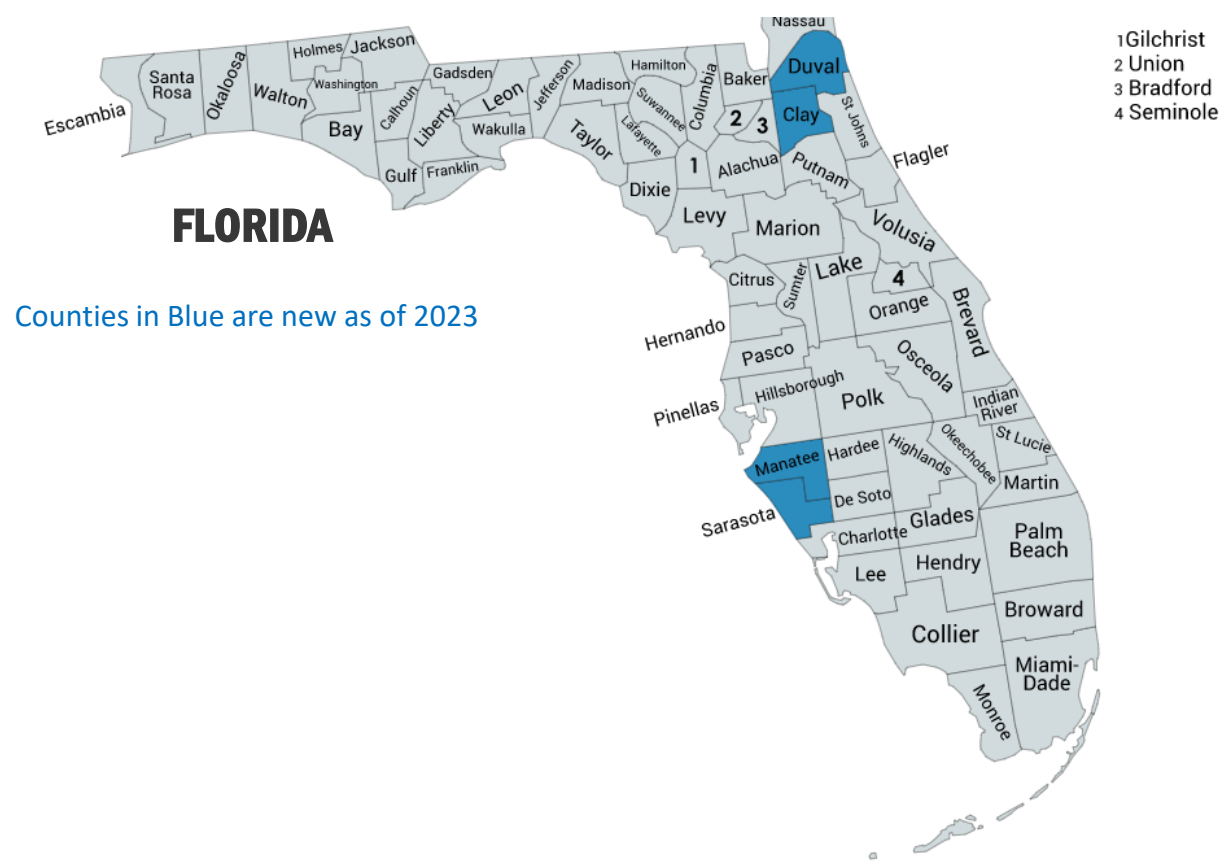 Nassau
1Gilchrist
2 Union
3 Bradford
4 Seminole
Holmes
Jackson
Santa
Rosa
Okaloosa
Walton
Washington
Escambia
Bay
Calhoun
Gulf
Liberty
Gadsden
Franklin
Leon
Wakulla
Jefferson
Madison
Taylor
Hamilton
Suwannee
Lafayette
Columbia
Baker
Duval
Clay
St Johns
2
3
1
Alachua
Putnam
Flagler
Dixie
Levy
Marion
Volusia
FLORIDA
Counties in Blue are new as of 2023
Citrus
Sumter
Lake
4
Orange
Brevard
Hernando
Pasco
Osceola
Pinellas
Hillsborough
Polk
Indian
River
Manatee
Hardee
Highlands
Okeechobee
St Lucie
Sarasota
De Soto
Martin
Charlotte
Glades
Palm
Beach
Lee
Hendry
Broward
Collier
Miami-
Dade
Monroe